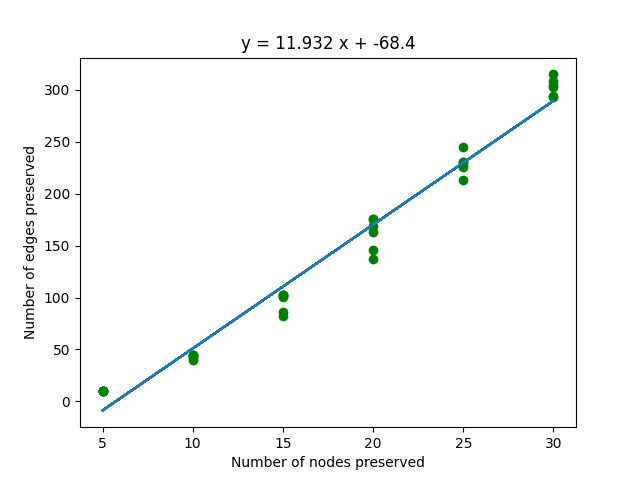 y = 11.932 x + -68.4
Number of edges preserved
300
250
200
150
100
50
0
5 10 15 20 25 30
Number of nodes preserved